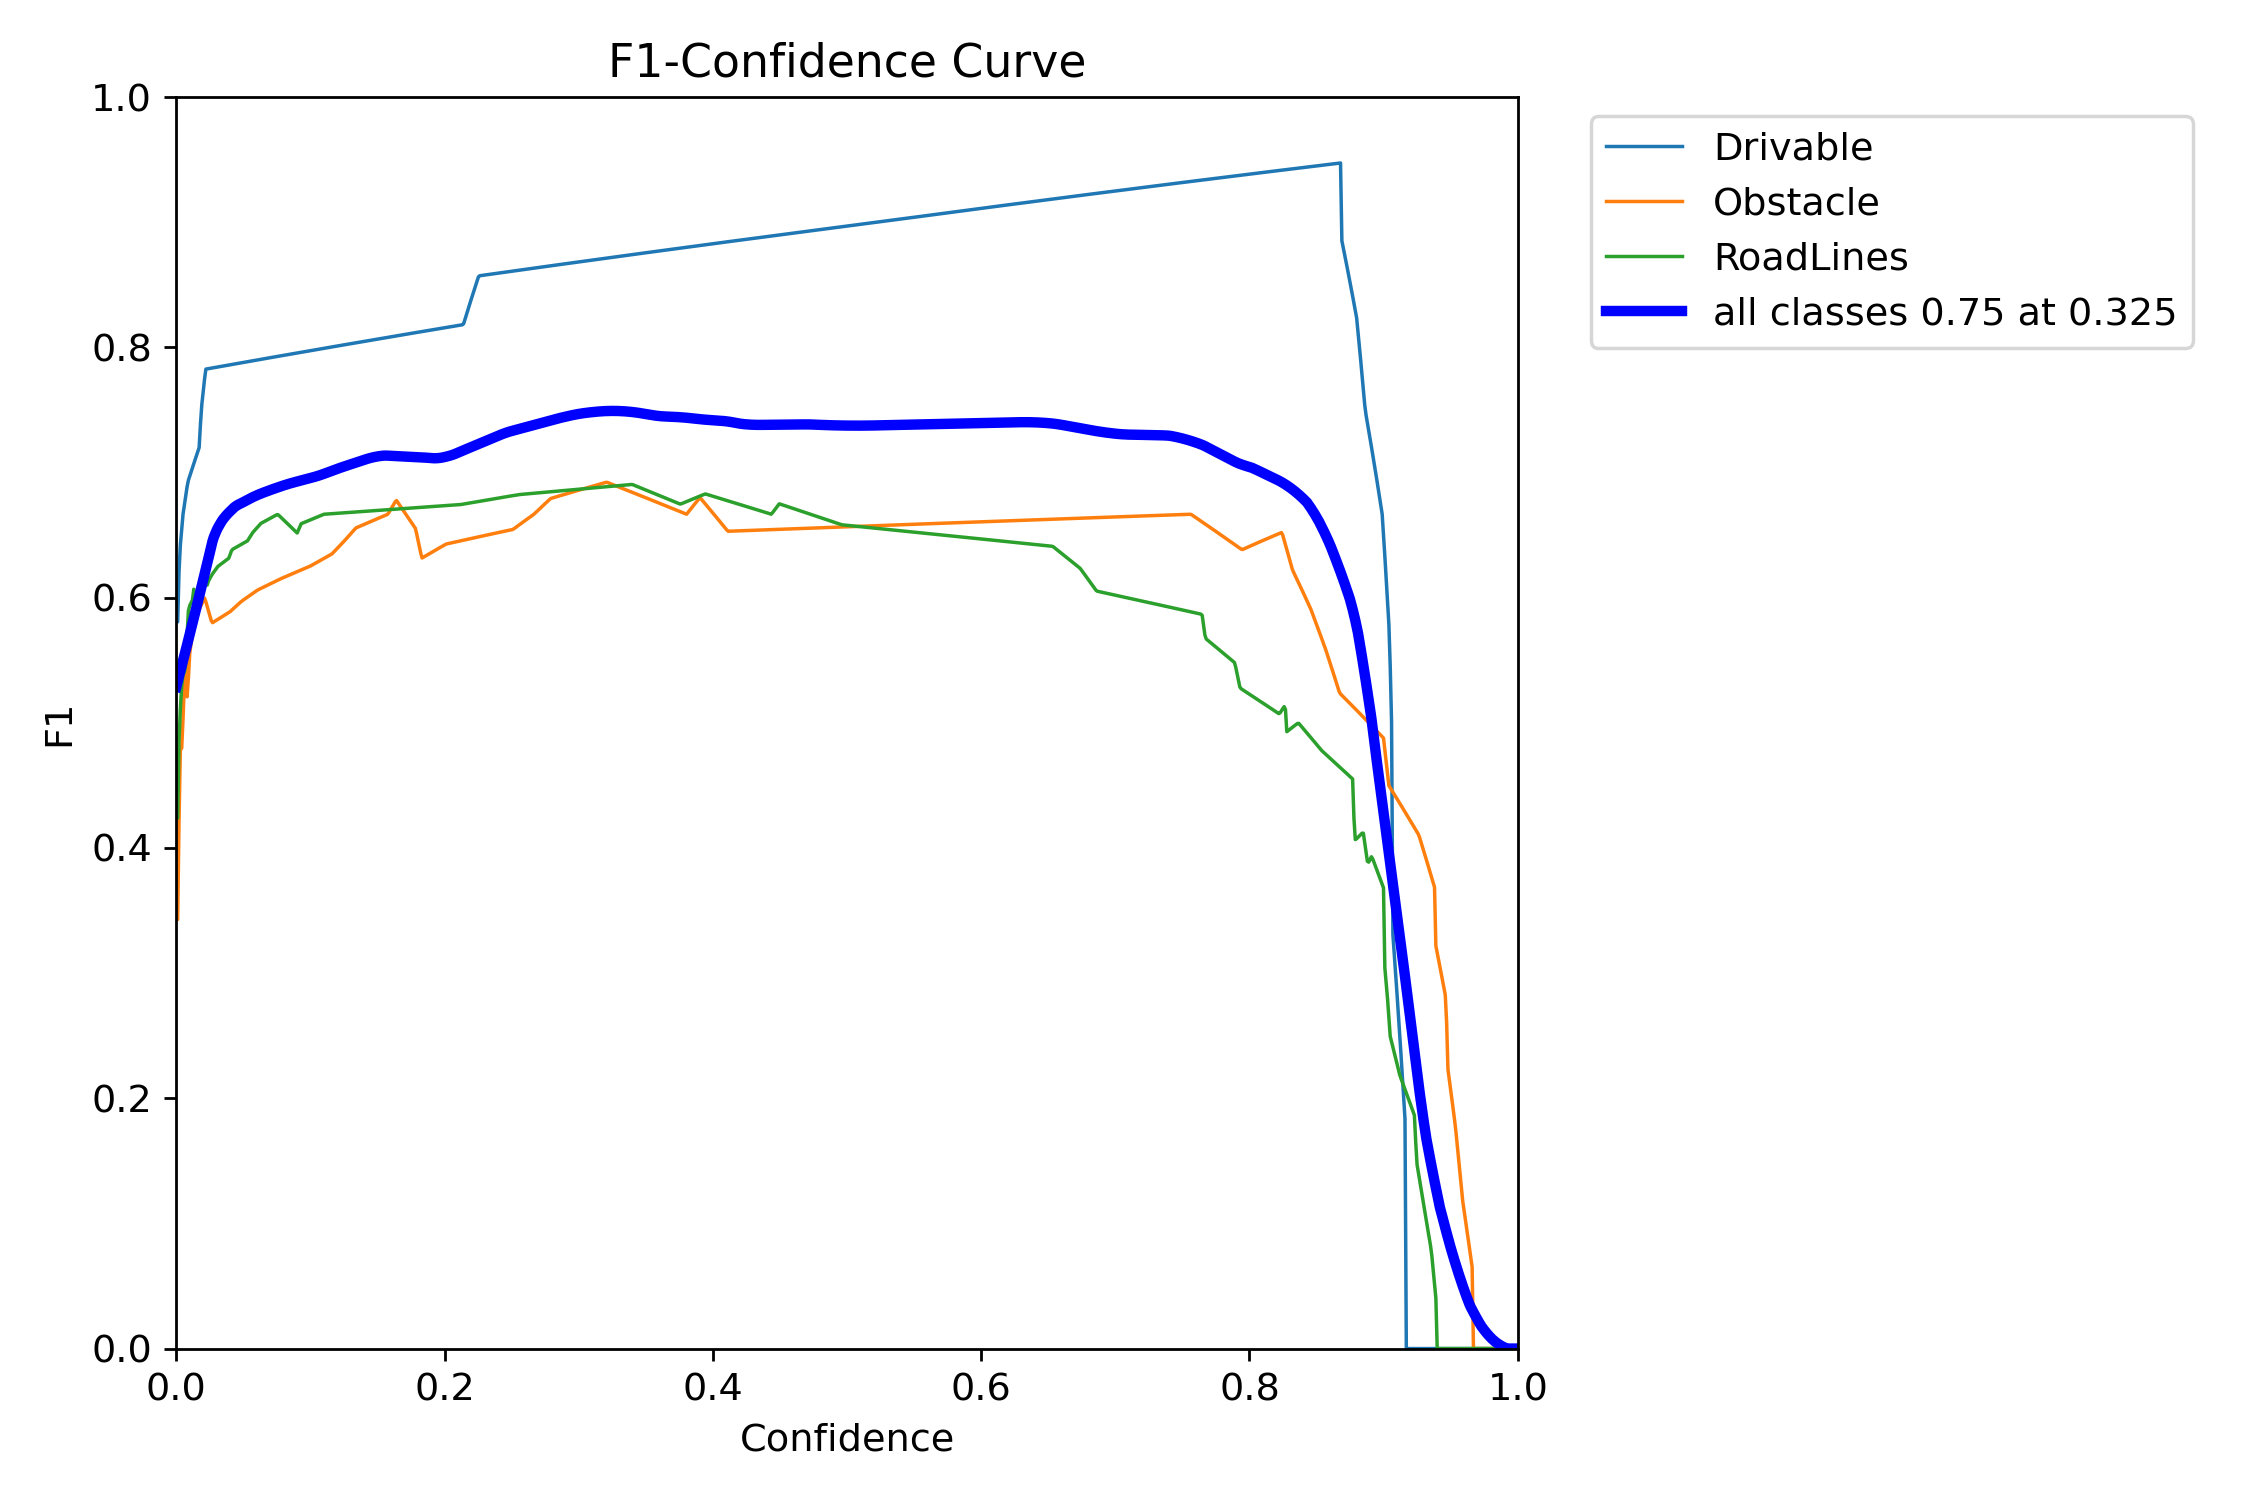 F1-Confidence Curve
1.0
0.8
0.6
0.4
0.2
0.0
F1
0.0 0.2 0.4 0.6 0.8 1.0
Confidence
Drivable
Obstacle
RoadLines
all classes 0.75 at 0.325